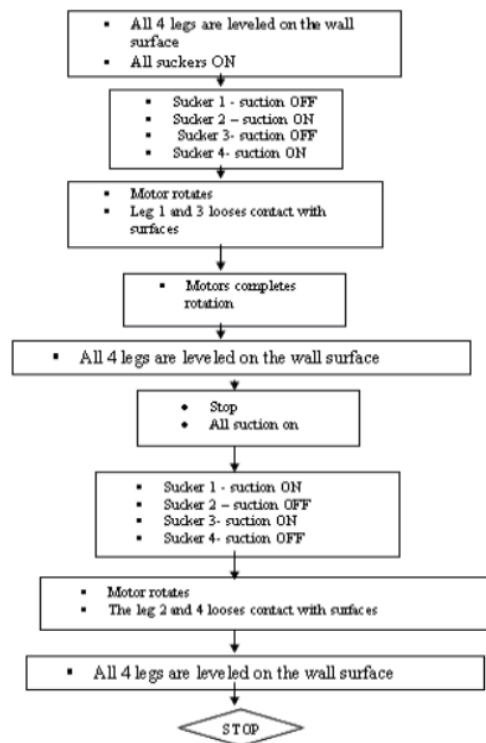 ▪ All 4 legs are leveled on the wall
surface
▪ All suckers ON
▪ Sucker 1 - suction OFF
▪ Sucker 2 – suction ON
▪ Sucker 3- suction OFF
▪ Sucker 4- suction ON
▪ Motor rotates
▪ Leg 1 and 3 looses contact with
surfaces
▪ Motors completes
rotation
▪ All 4 legs are leveled on the wall surface
• Stop
• All suction on
▪ Sucker 1 - suction ON
▪ Sucker 2 – suction OFF
▪ Sucker 3- suction ON
▪ Sucker 4- suction OFF
▪ Motor rotates
▪ The leg 2 and 4 looses contact with surfaces
▪ All 4 legs are leveled on the wall surface
STOP